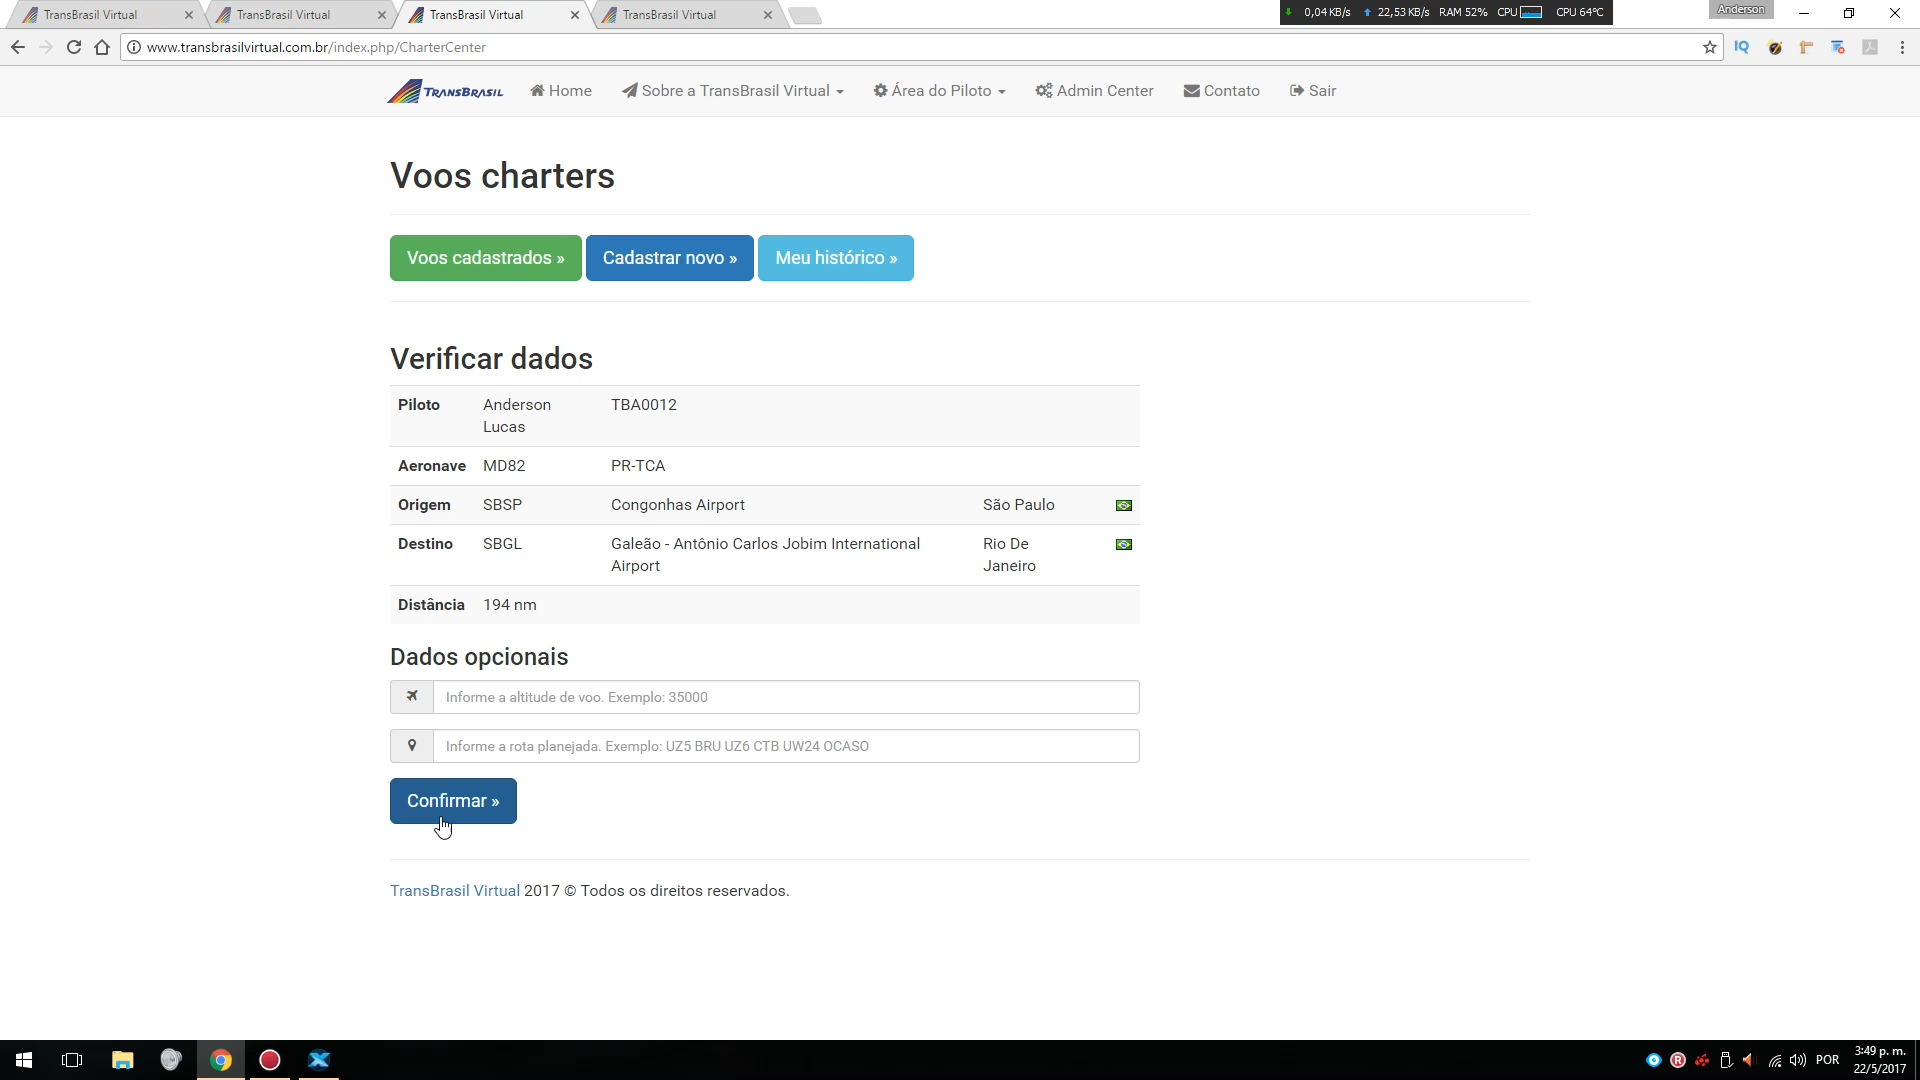 TransBrasil Virtual
TransBrasil Virtual
TransBrasil Virtual
TransBrasil Virtual
0,04 KB/s 22,53 KB/s RAM 52% CPU CPU 64°C
Anderson
www.transbrasilvirtual.com.br/index.php/CharterCenter
IQ
TRANSBRASIL
Home
Sobre a TransBrasil Virtual
Área do Piloto
Admin Center
Contato
Sair
Voos charters
Voos cadastrados »
Cadastrar novo »
Meu histórico »
Verificar dados
Piloto Anderson Lucas TBA0012
Aeronave MD82 PR-TCA
Origem SBSP Congonhas Airport São Paulo
Destino SBGL Galeão - Antônio Carlos Jobim International Airport Rio De Janeiro
Distância 194 nm
Dados opcionais
Informe a altitude de voo. Exemplo: 35000
Informe a rota planejada. Exemplo: UZ5 BRU UZ6 CTB UW24 OCASO
Confirmar »
TransBrasil Virtual 2017 © Todos os direitos reservados.
POR
3:49 p. m.
22/5/2017